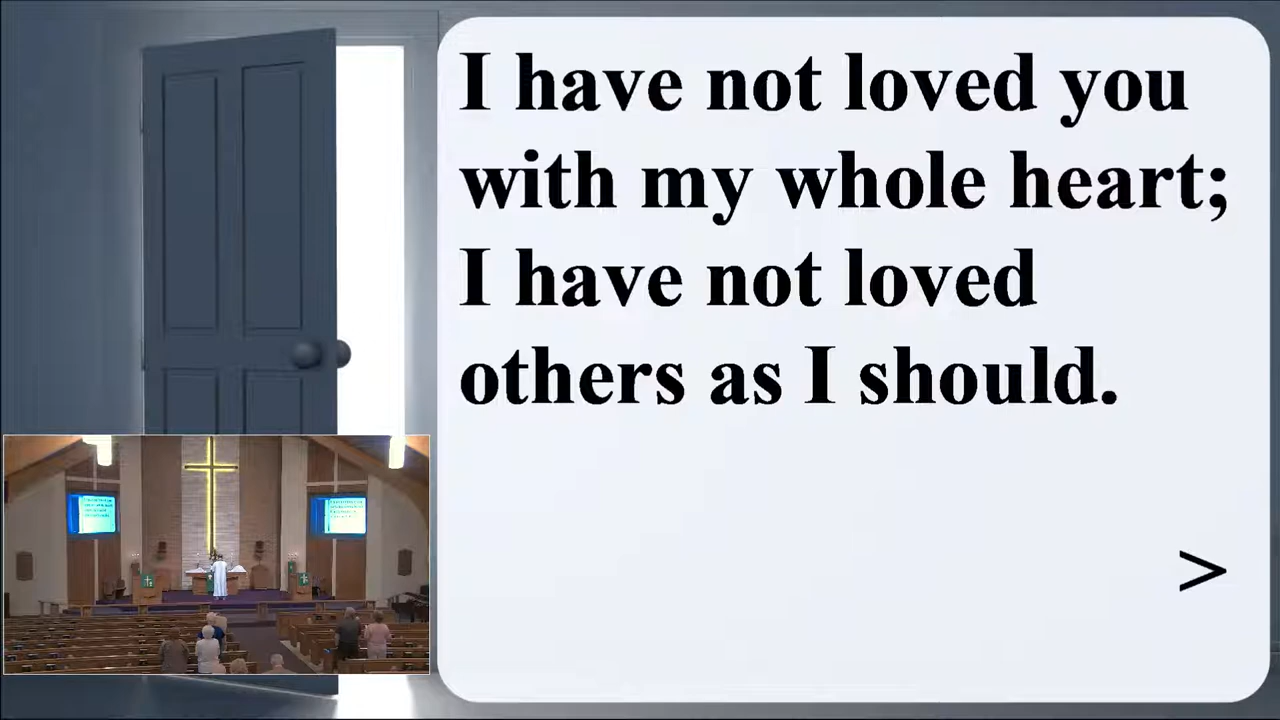 I have not loved you
with my whole heart;
I have not loved
others as I should.
>